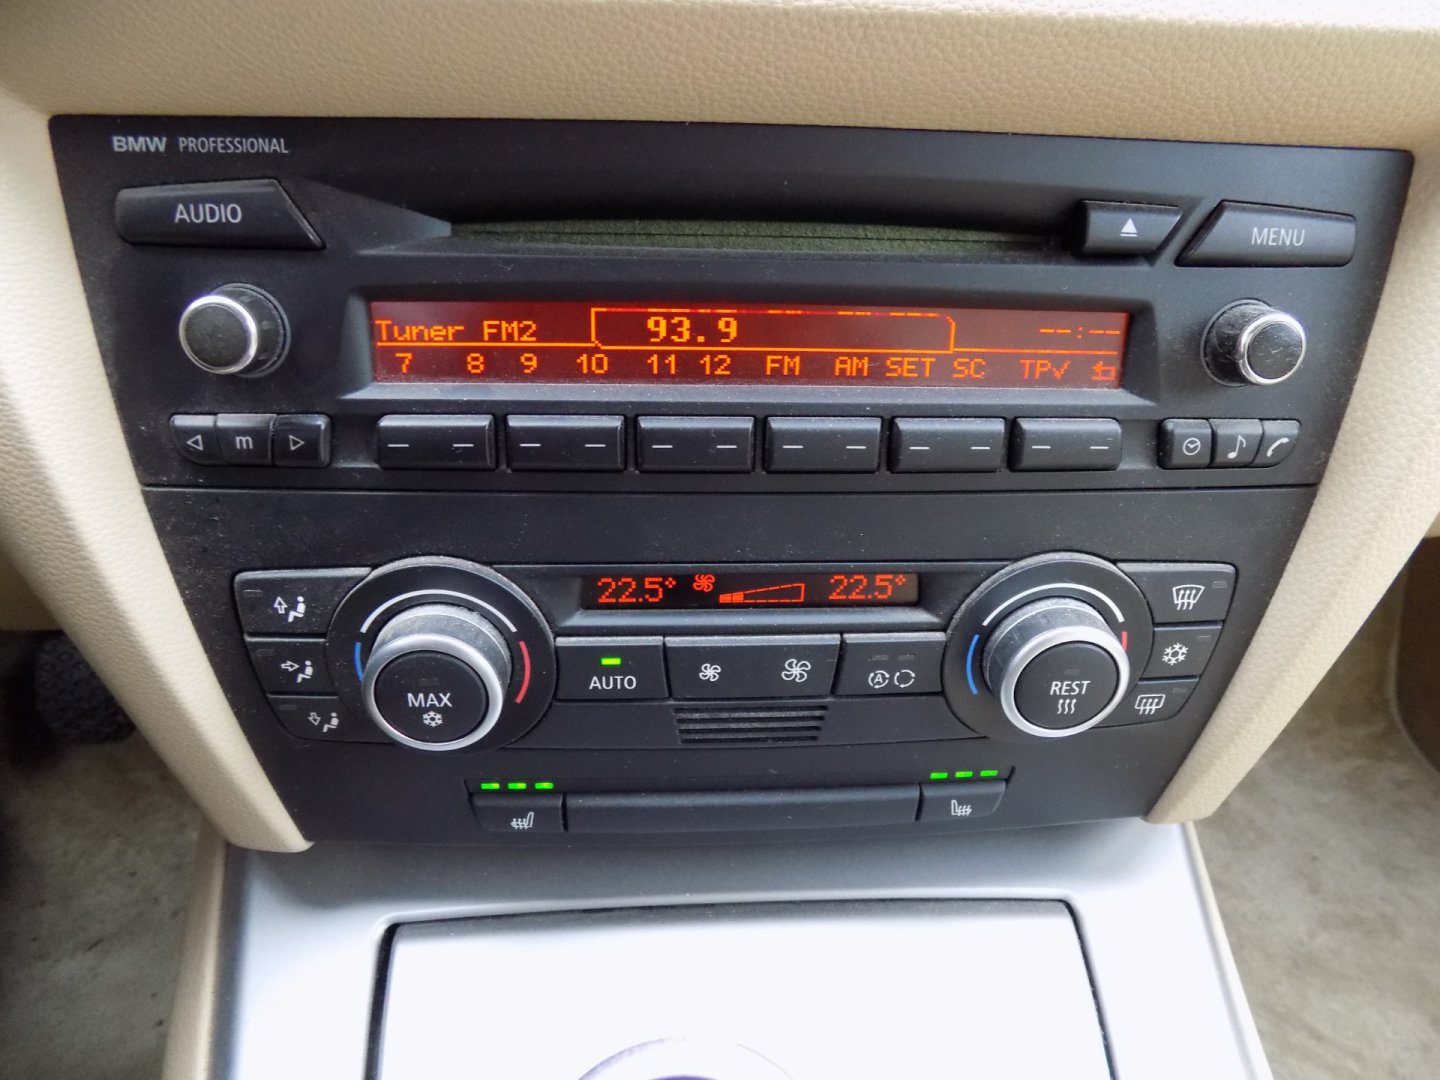 BMW PROFESSIONAL
AUDIO
MENU
Tuner FM2 93.9 --:--
7 8 9 10 11 12 FM AM SET SC TP✓
m
22.5° 22.5°
MAX
AUTO
A
REST